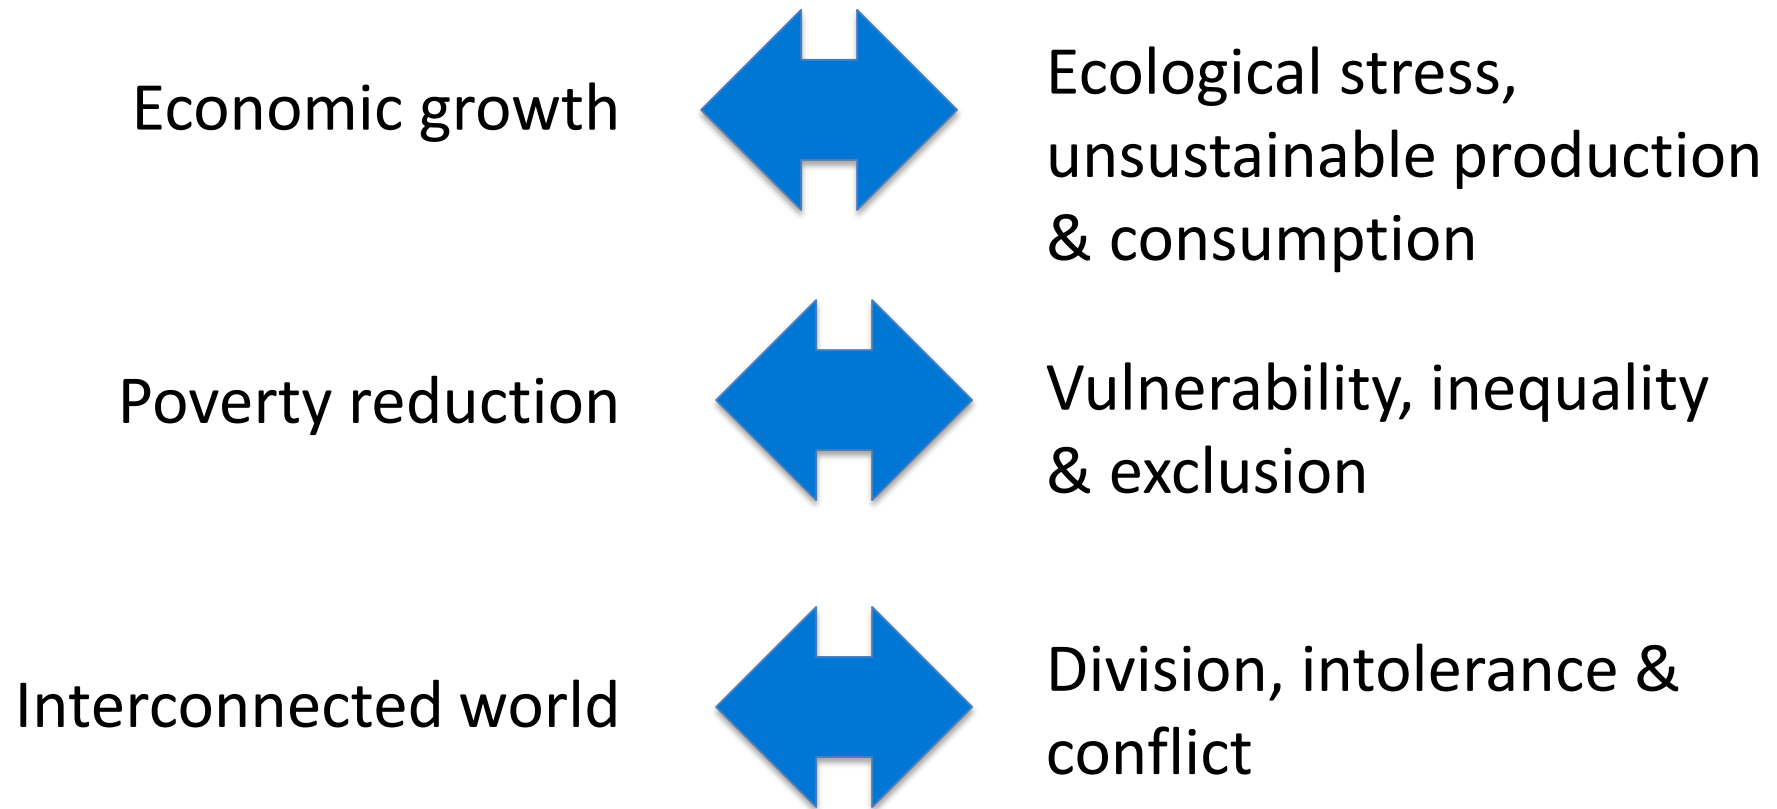 Economic growth
Ecological stress,
unsustainable production
& consumption
Poverty reduction
Vulnerability, inequality
& exclusion
Interconnected world
Division, intolerance &
conflict